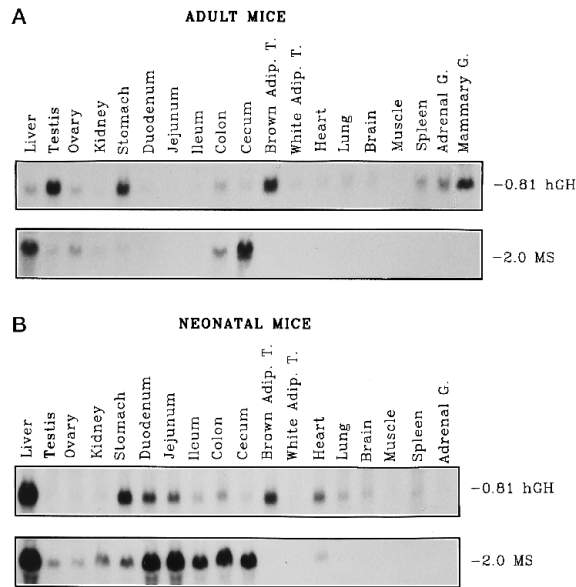 A
ADULT MICE
Liver
Testis
Ovary
Kidney
Stomach
Duodenum
Jejunum
Ileum
Colon
Cecum
Brown Adip. T.
White Adip. T.
Heart
Lung
Brain
Muscle
Spleen
Adrenal G.
Mammary G.
-0.81 hGH
-2.0 MS
B
NEONATAL MICE
Liver
Testis
Ovary
Kidney
Stomach
Duodenum
Jejunum
Ileum
Colon
Cecum
Brown Adip. T.
White Adip. T.
Heart
Lung
Brain
Muscle
Spleen
Adrenal G.
-0.81 hGH
-2.0 MS